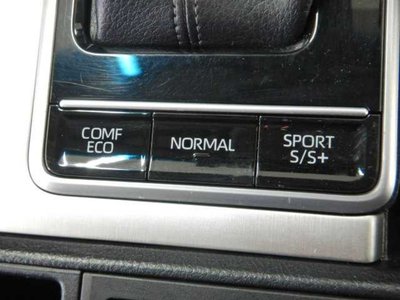 COMF
ECO
NORMAL
SPORT
S/S+